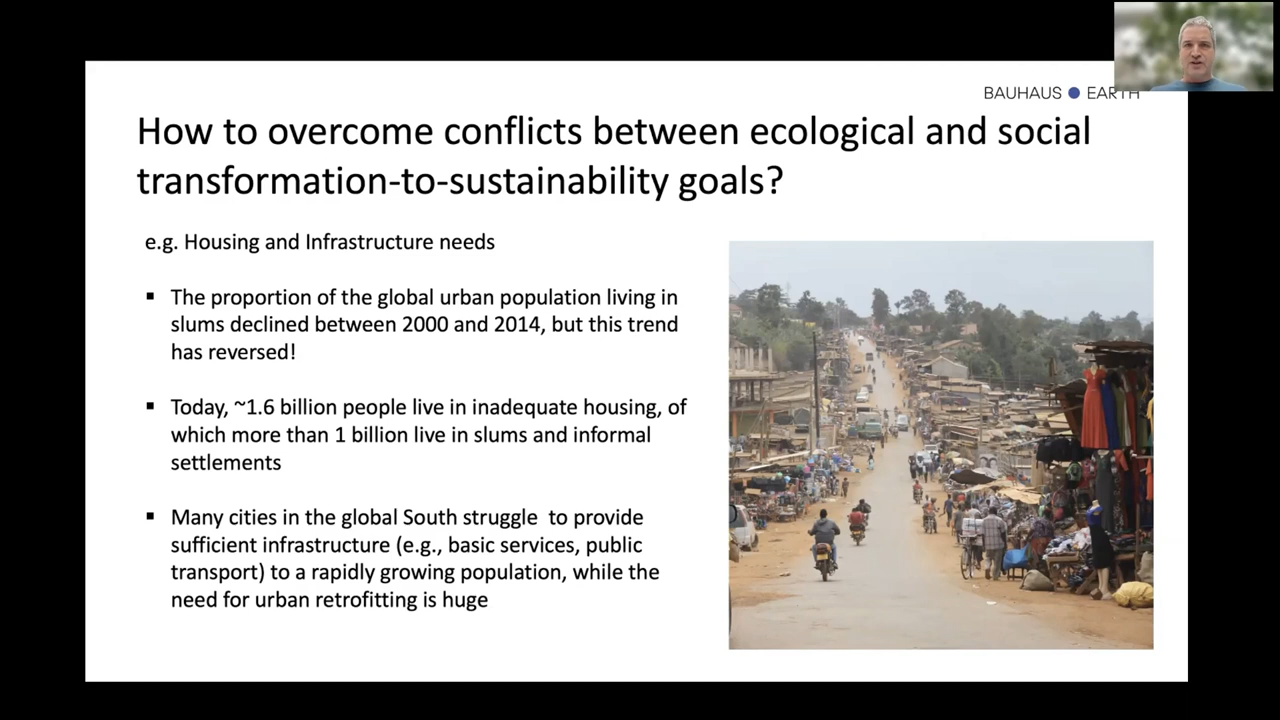 BAUHAUS EARTH
How to overcome conflicts between ecological and social
transformation-to-sustainability goals?
e.g. Housing and Infrastructure needs
▪ The proportion of the global urban population living in
slums declined between 2000 and 2014, but this trend
has reversed!
▪ Today, ~1.6 billion people live in inadequate housing, of
which more than 1 billion live in slums and informal
settlements
▪ Many cities in the global South struggle to provide
sufficient infrastructure (e.g., basic services, public
transport) to a rapidly growing population, while the
need for urban retrofitting is huge